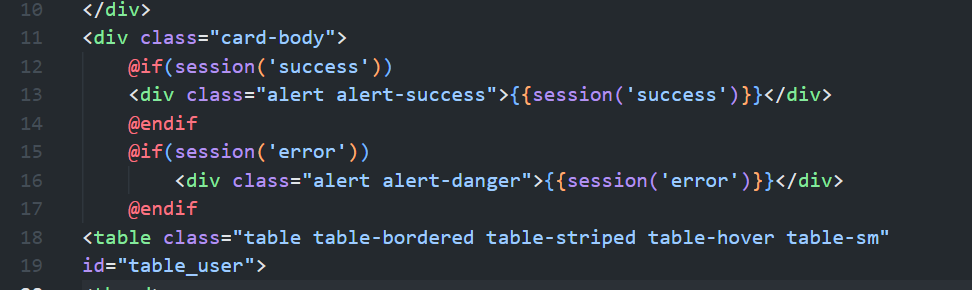 10 </div>
11 <div class="card-body">
12 @if(session('success'))
13 <div class="alert alert-success">{{session('success')}}</div>
14 @endif
15 @if(session('error'))
16 <div class="alert alert-danger">{{session('error')}}</div>
17 @endif
18 <table class="table table-bordered table-striped table-hover table-sm"
19 id="table_user">